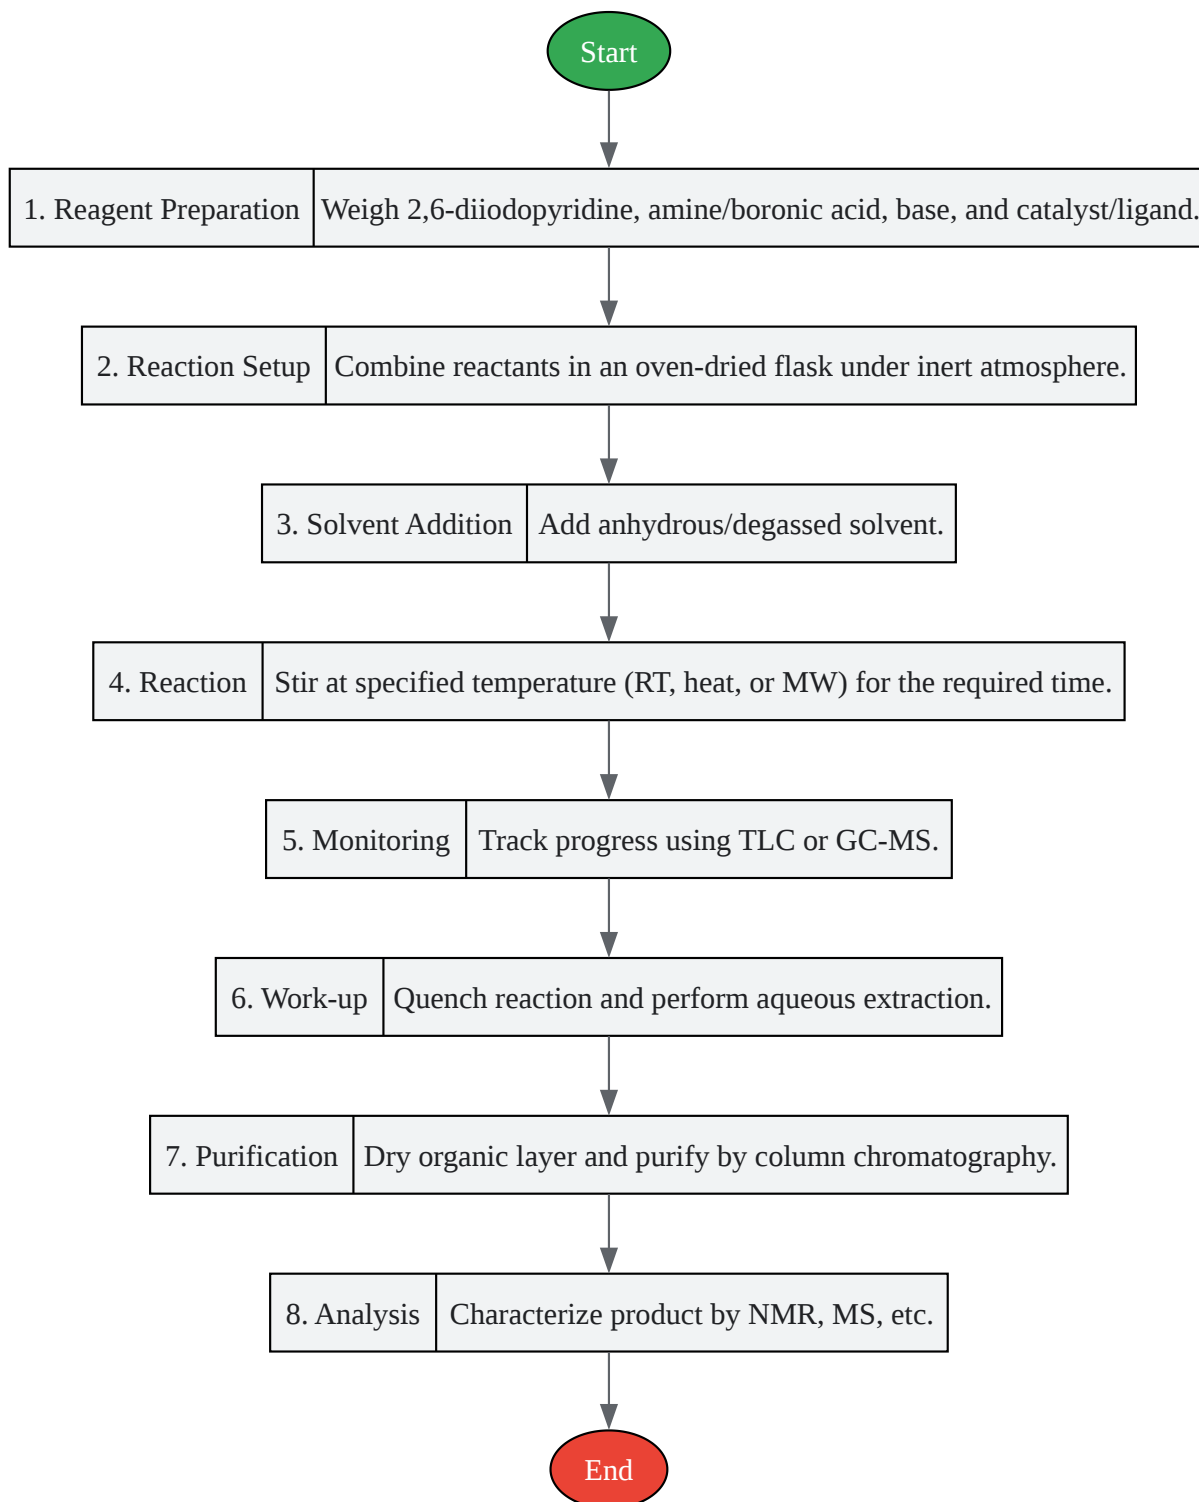 Start
1. Reagent Preparation Weigh 2,6-diiodopyridine, amine/boronic acid, base, and catalyst/ligand.
2. Reaction Setup Combine reactants in an oven-dried flask under inert atmosphere.
3. Solvent Addition Add anhydrous/degassed solvent.
4. Reaction Stir at specified temperature (RT, heat, or MW) for the required time.
5. Monitoring Track progress using TLC or GC-MS.
6. Work-up Quench reaction and perform aqueous extraction.
7. Purification Dry organic layer and purify by column chromatography.
8. Analysis Characterize product by NMR, MS, etc.
End